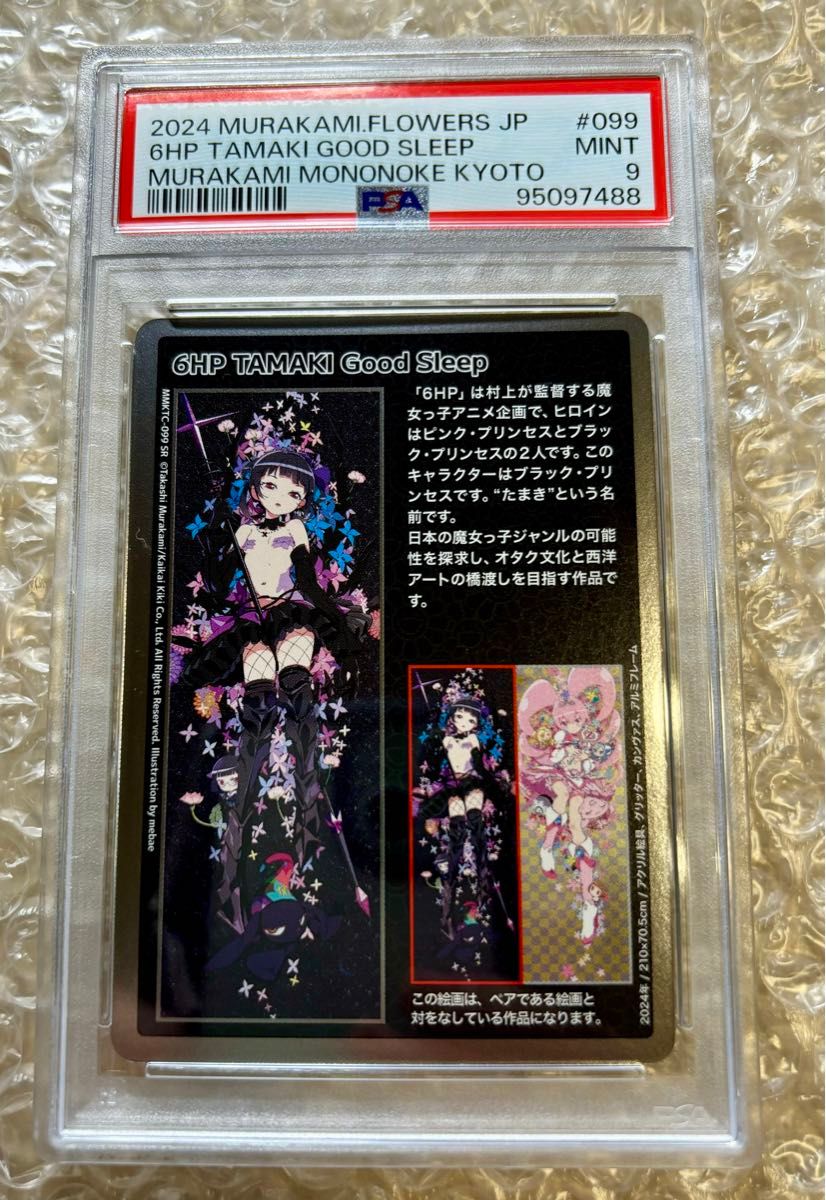 2024 MURAKAMI.FLOWERS JP #099
6HP TAMAKI GOOD SLEEP MINT
MURAKAMI MONONOKE KYOTO 9
PSA 95097488
6HP TAMAKI Good Sleep
MMKTC-099 SR ©Takashi Murakami/Kaikai Kiki Co., Ltd. All Rights Reserved. Illustration by mebae
「6HP」は村上が監督する魔
女っ子アニメ企画で、ヒロイン
はピンク・プリンセスとブラッ
ク・プリンセスの2人です。この
キャラクターはブラック・プリ
ンセスです。“たまき”という名
前です。
日本の魔女っ子ジャンルの可能
性を探求し、オタク文化と西洋
アートの橋渡しを目指す作品で
す。
2024年 / 210×70.5cm / アクリル絵具、グリッター、カンヴァス、アルミフレーム
この絵画は、ペアである絵画と
対をなしている作品になります。
PSA